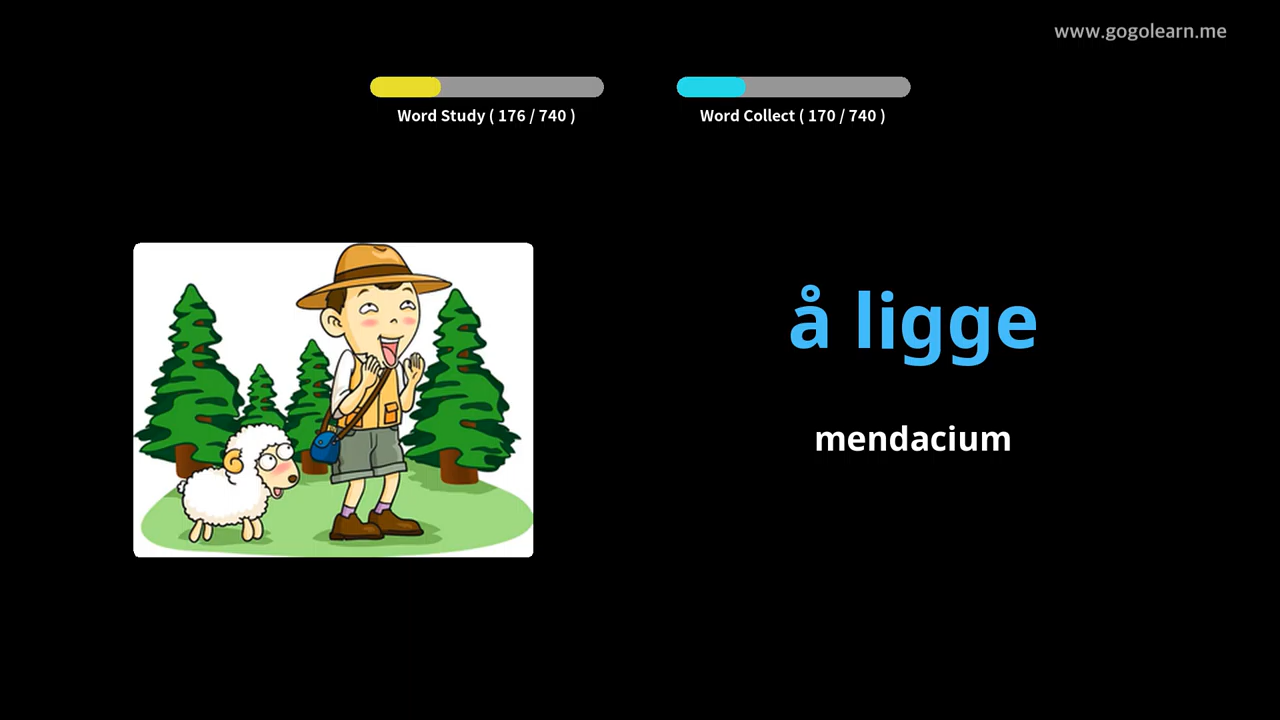 www.gogolearn.me
Word Study ( 176 / 740 )
Word Collect ( 170 / 740 )
å ligge
mendacium